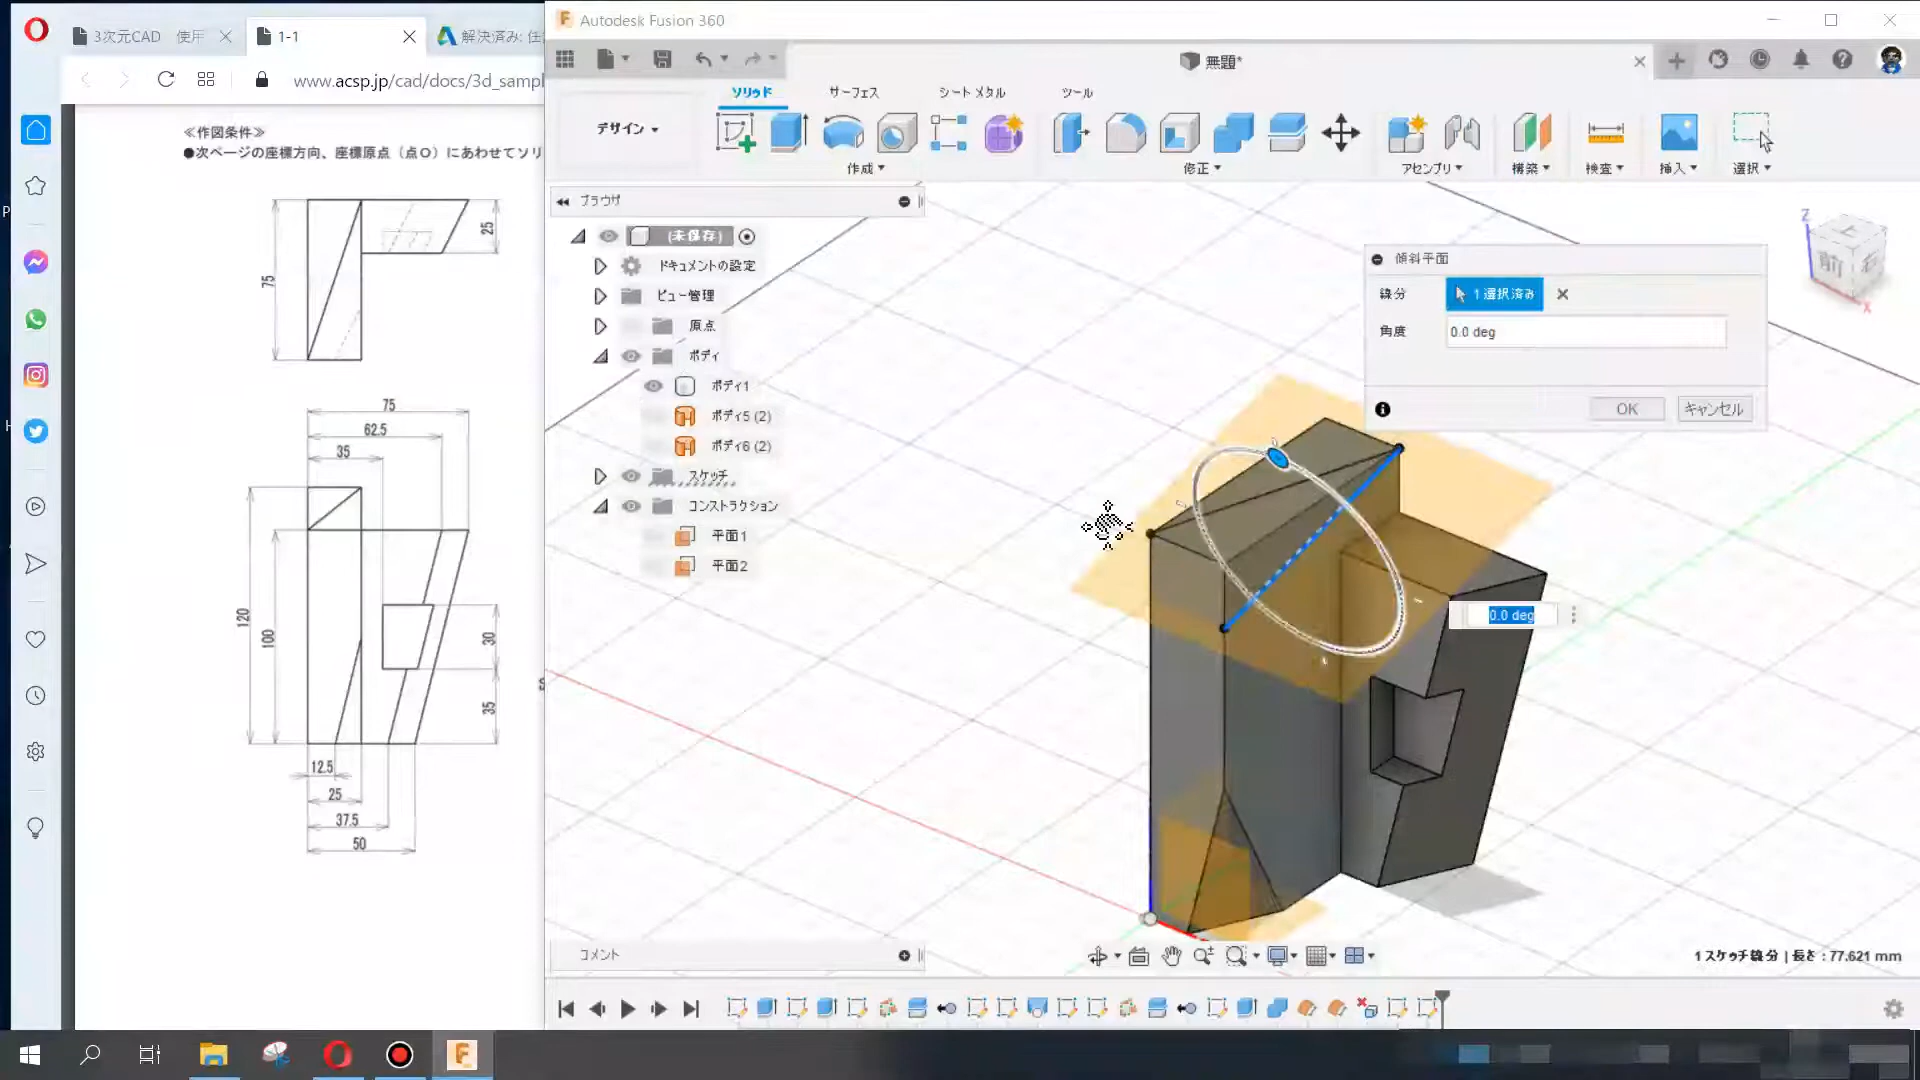 3次元CAD 使用
1-1
解決済み: 任
www.acsp.jp/cad/docs/3d_sampl
≪作図条件≫
●次ページの座標方向、座標原点（点O）にあわせてソリ
75
25
75
62.5
35
120
100
30
35
12.5
25
37.5
50
Autodesk Fusion 360
無題*
デザイン
ソリッド
サーフェス
シート メタル
ツール
作成
修正
アセンブリ
構築
検査
挿入
選択
ブラウザ
(未保存)
ドキュメントの設定
ビュー管理
原点
ボディ
ボディ1
ボディ5 (2)
ボディ6 (2)
スケッチ
コンストラクション
平面1
平面2
Z
前
右
上
X
傾斜平面
線分
1 選択済み
角度
0.0 deg
OK
キャンセル
0.0 deg
コメント
1 スケッチ線分 | 長さ : 77.621 mm